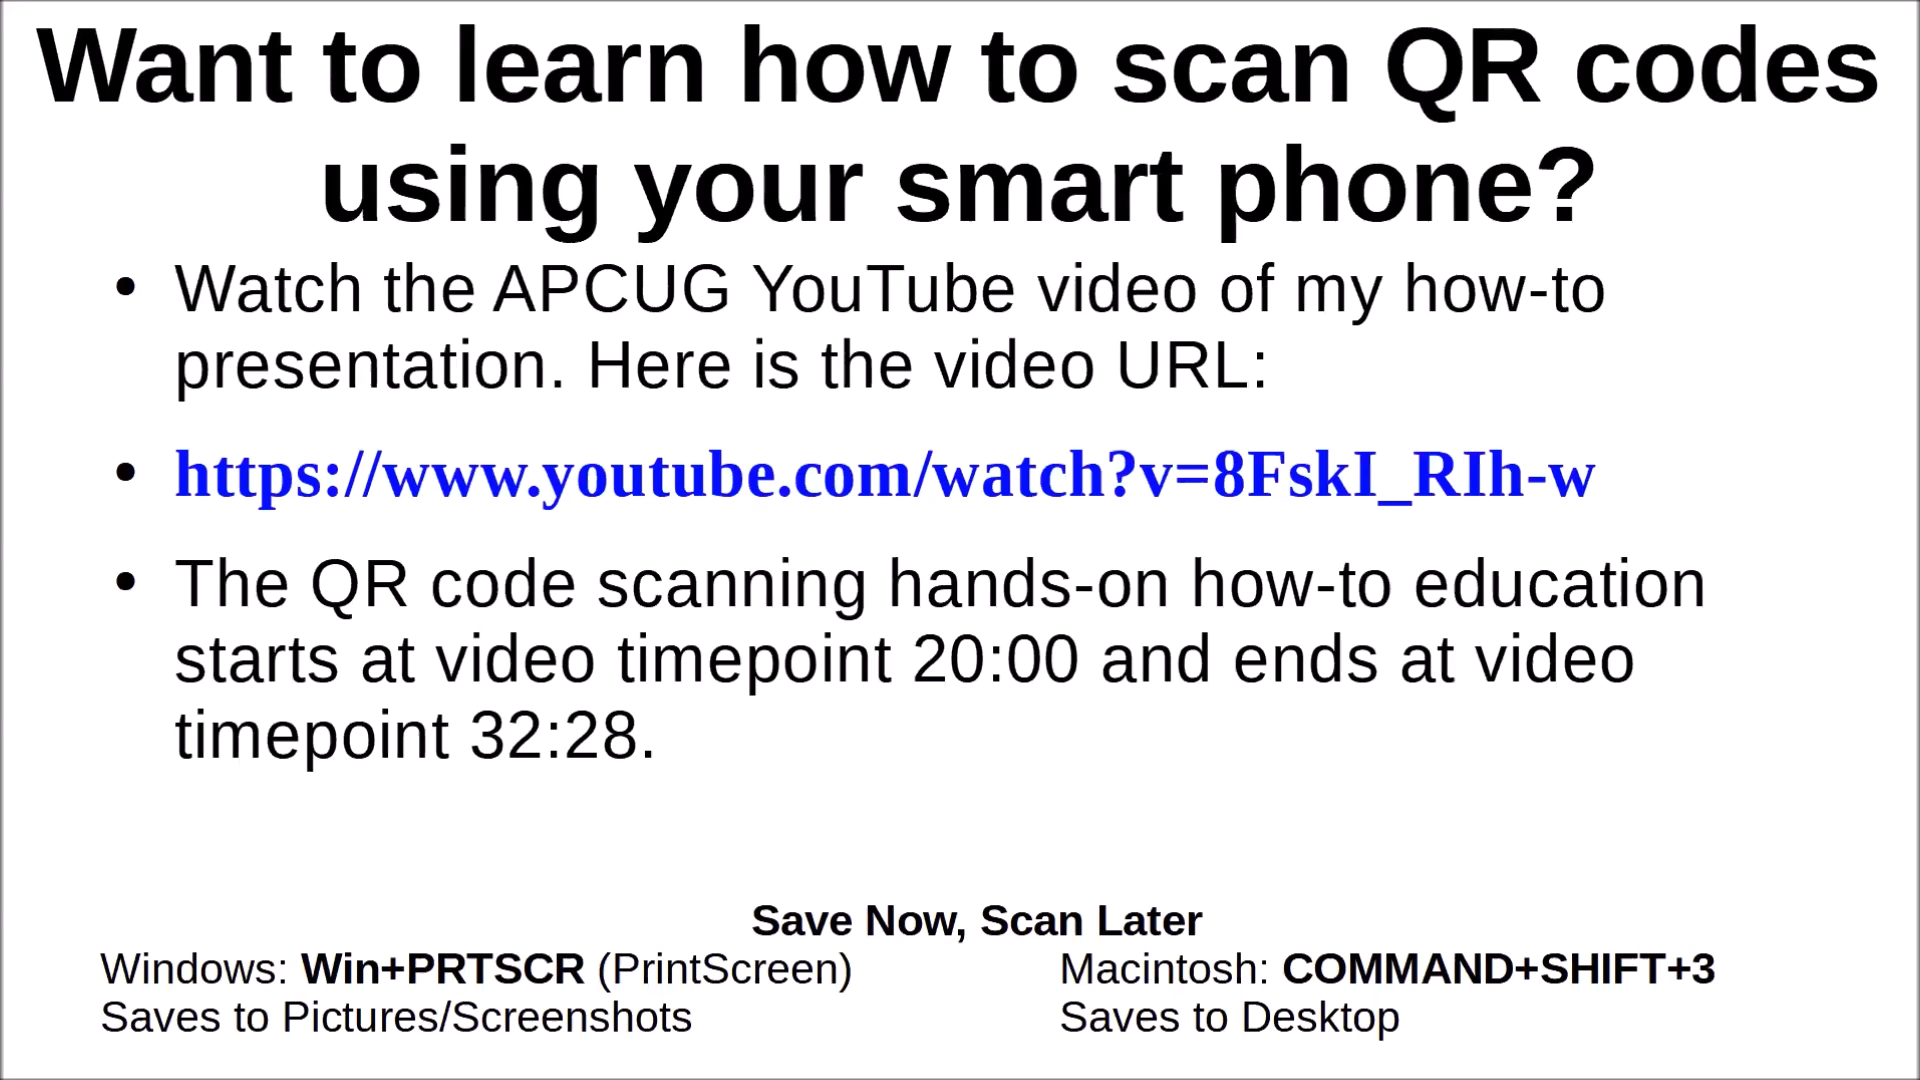 Want to learn how to scan QR codes
using your smart phone?
• Watch the APCUG YouTube video of my how-to
presentation. Here is the video URL:
• https://www.youtube.com/watch?v=8FskI_RIh-w
• The QR code scanning hands-on how-to education
starts at video timepoint 20:00 and ends at video
timepoint 32:28.
Save Now, Scan Later
Windows: Win+PRTSCR (PrintScreen)
Saves to Pictures/Screenshots
Macintosh: COMMAND+SHIFT+3
Saves to Desktop